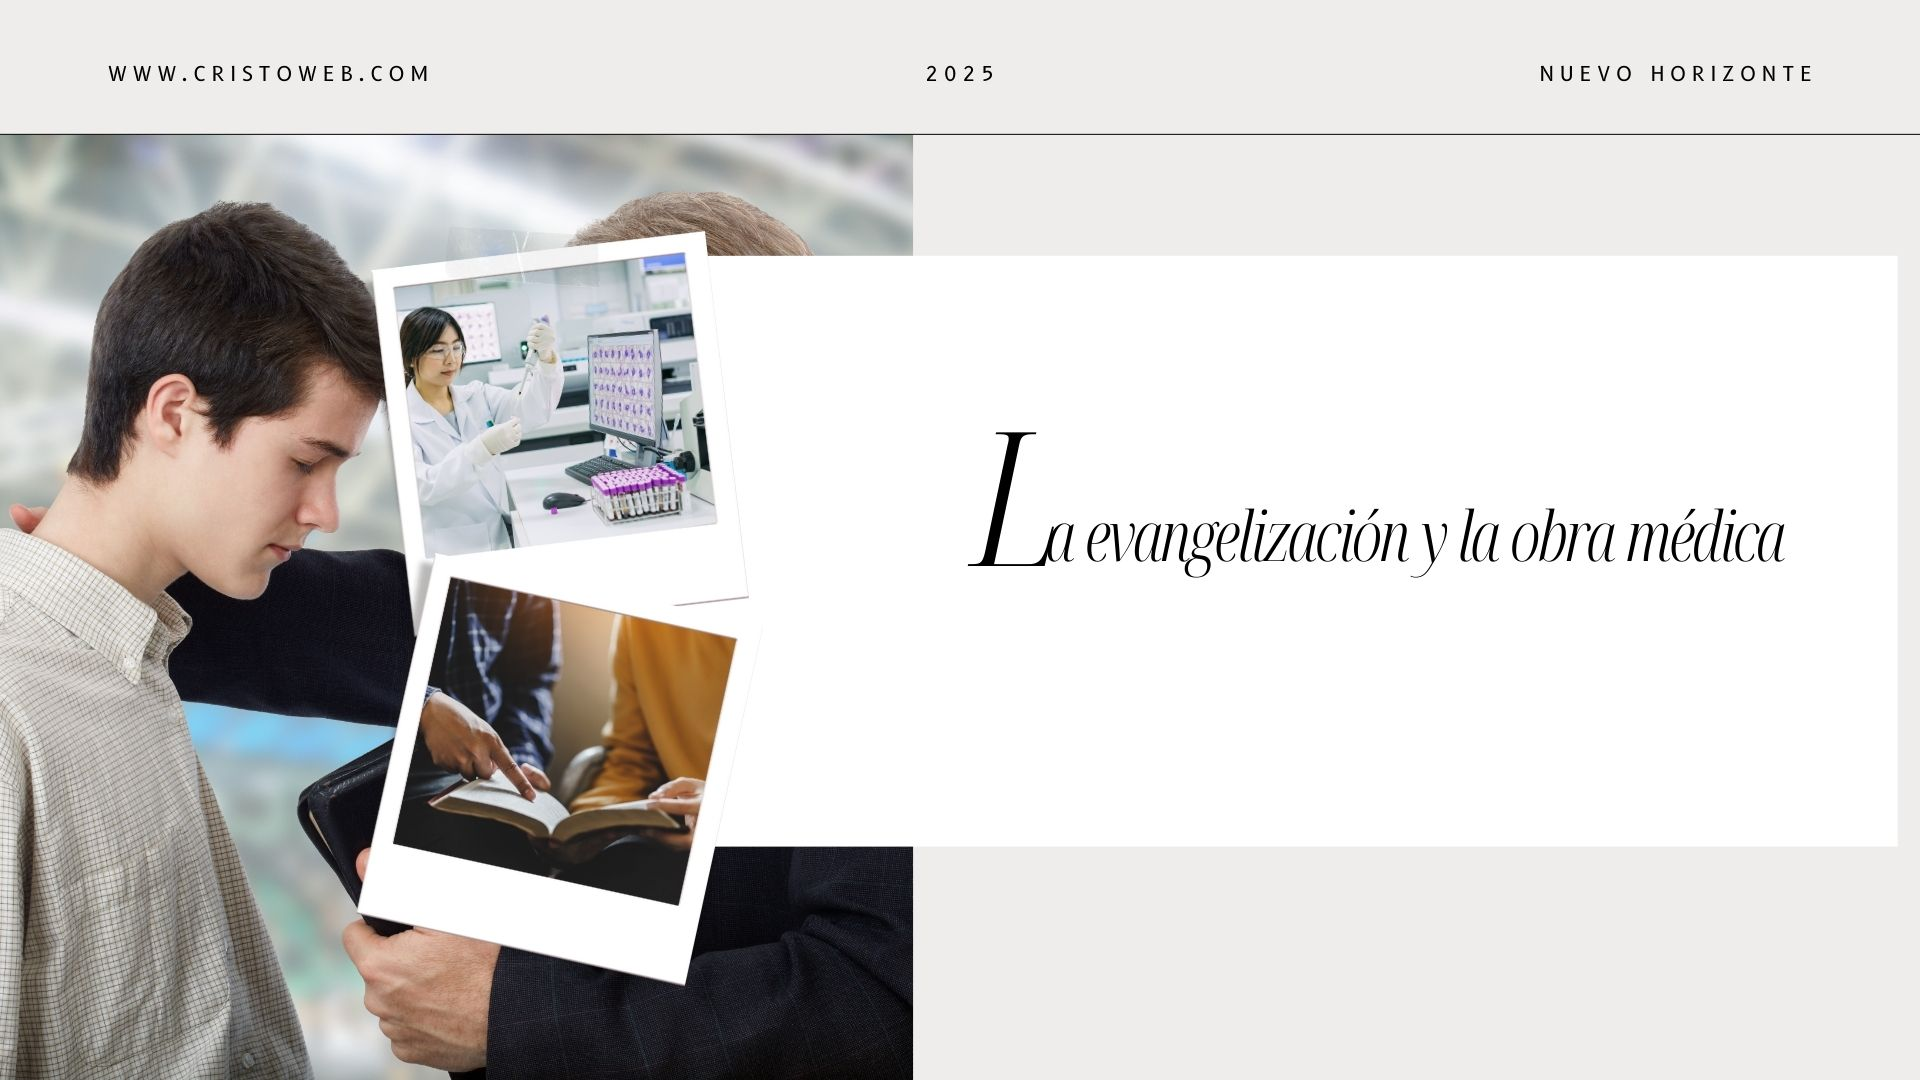 WWW.CRISTOWEB.COM
2025
NUEVO HORIZONTE
La evangelización y la obra médica